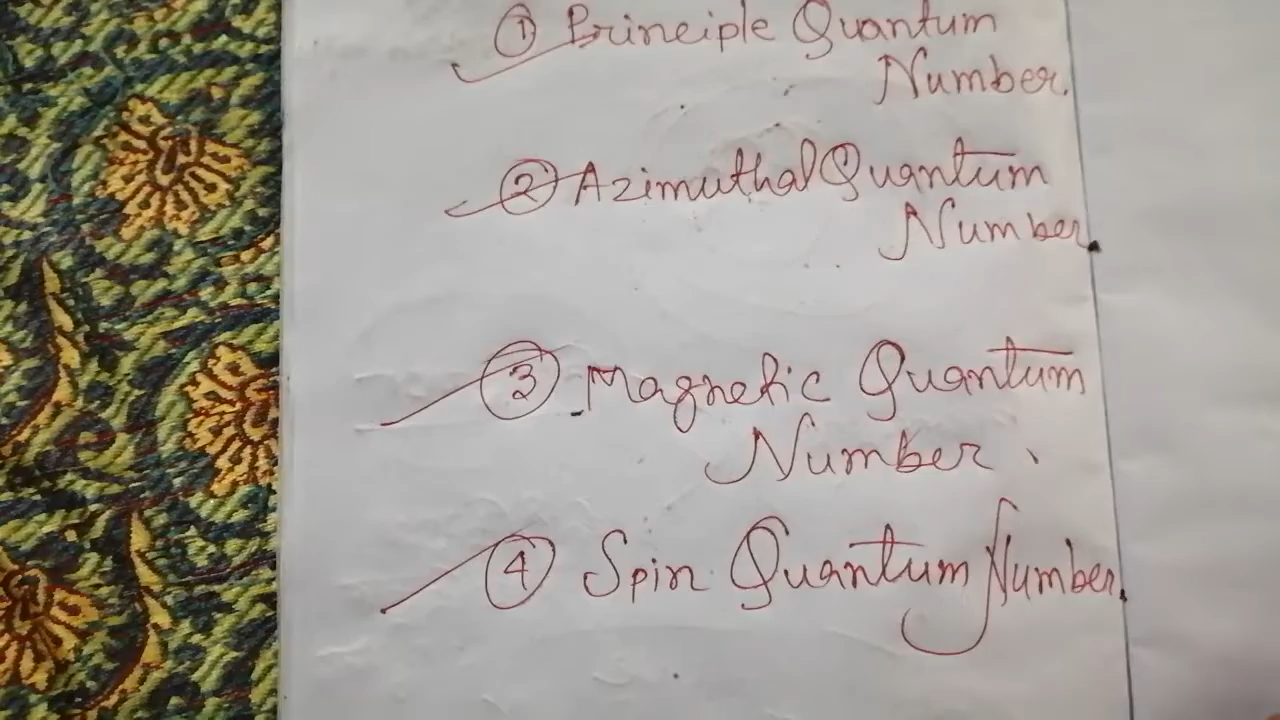 ① Principle Quantum
Number.
② Azimuthal Quantum
Number.
③ Magnetic Quantum
Number.
④ Spin Quantum Number.